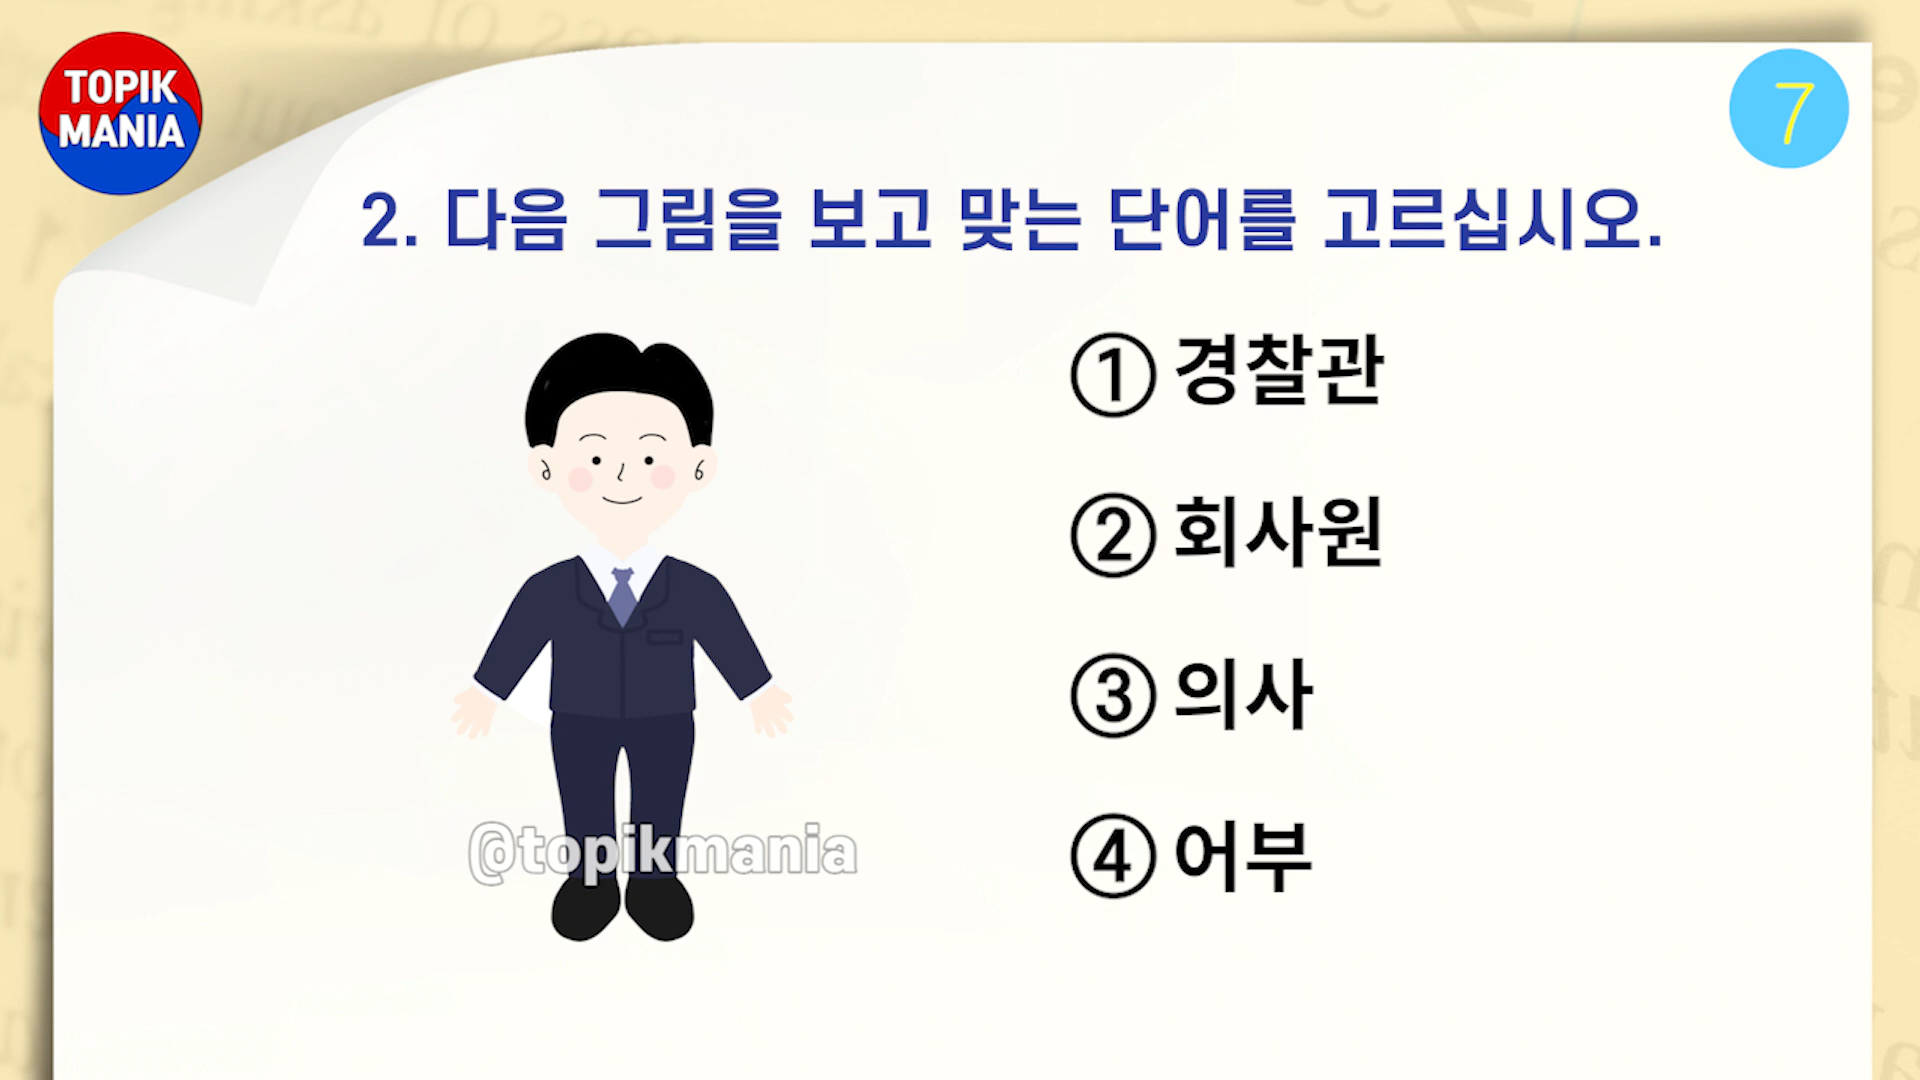 TOPIK
MANIA
7
2. 다음 그림을 보고 맞는 단어를 고르십시오.
① 경찰관
② 회사원
③ 의사
④ 어부
@topikmania